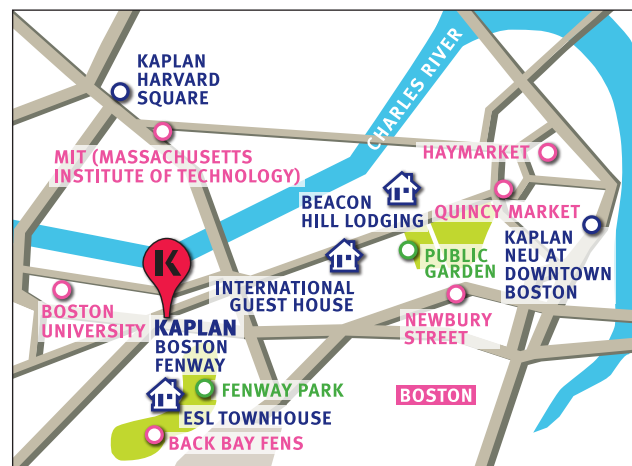 KAPLAN
HARVARD
SQUARE
CHARLES RIVER
MIT (MASSACHUSETTS
INSTITUTE OF TECHNOLOGY)
HAYMARKET
BEACON
HILL LODGING
QUINCY MARKET
KAPLAN
NEU AT
DOWNTOWN
BOSTON
PUBLIC
GARDEN
K
INTERNATIONAL
GUEST HOUSE
BOSTON
UNIVERSITY
KAPLAN
BOSTON
FENWAY
NEWBURY
STREET
FENWAY PARK
BOSTON
ESL TOWNHOUSE
BACK BAY FENS